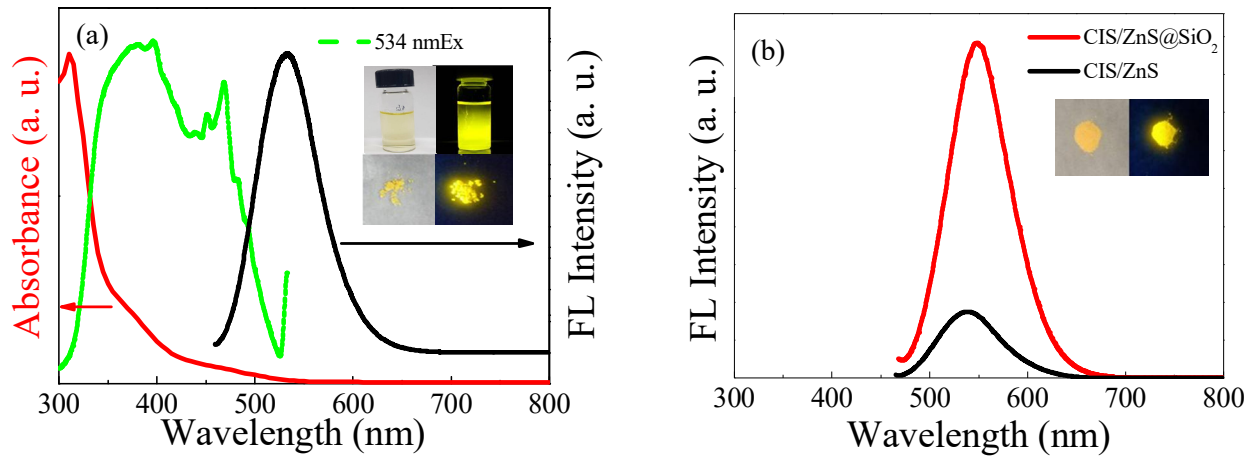 (a)
534 nmEx
Absorbance (a. u.)
FL Intensity (a. u.)
300 400 500 600 700 800
Wavelength (nm)
(b)
CIS/ZnS@SiO₂
CIS/ZnS
FL Intensity (a. u.)
300 400 500 600 700 800
Wavelength (nm)